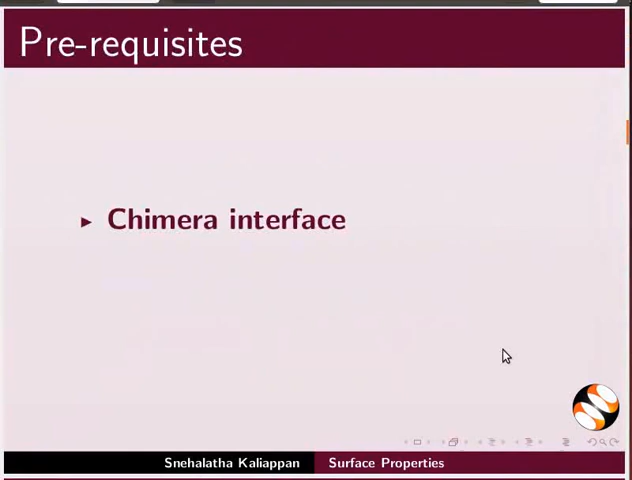 Pre-requisites
Chimera interface
Snehalatha Kaliappan
Surface Properties